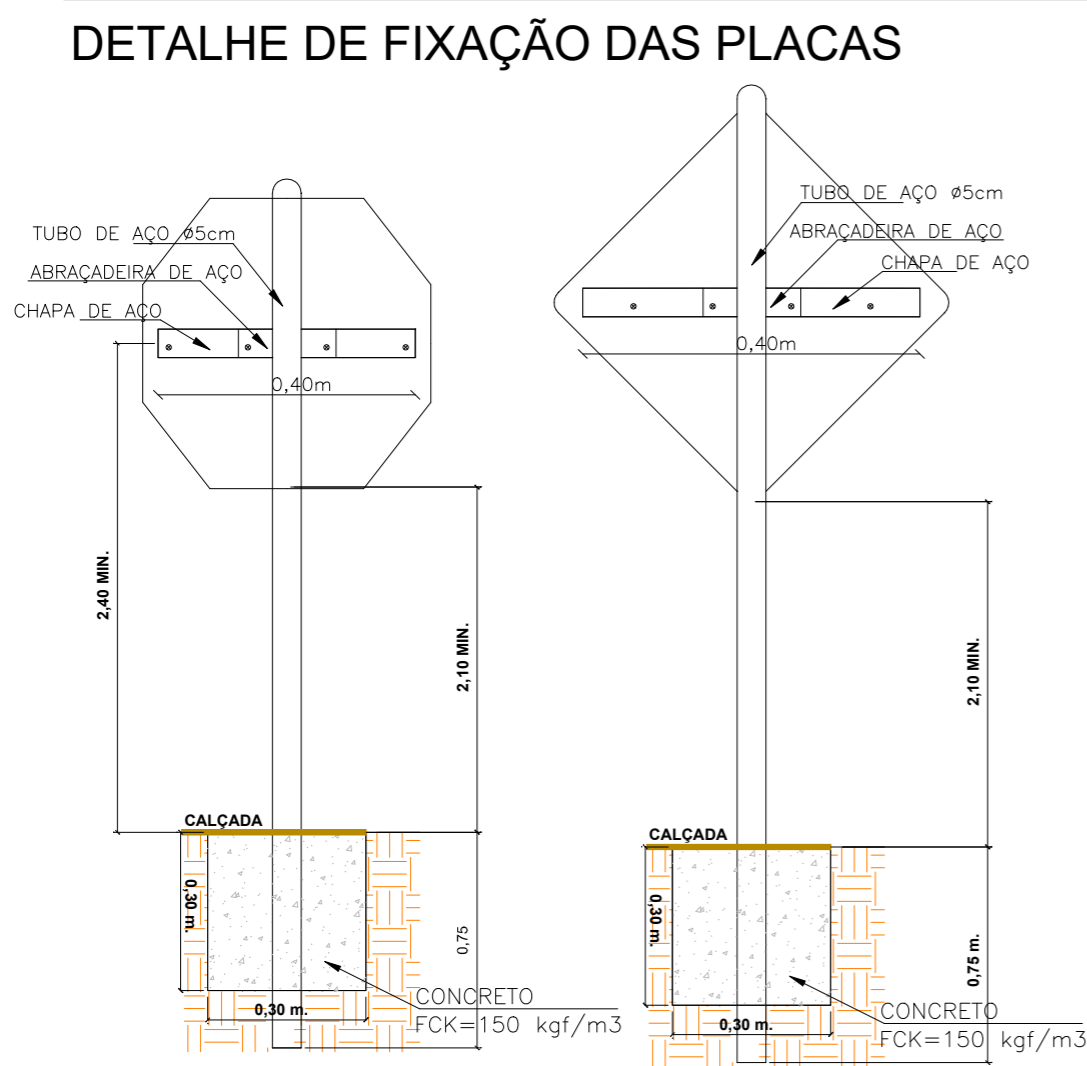 DETALHE DE FIXAÇÃO DAS PLACAS
TUBO DE AÇO ø5cm
ABRAÇADEIRA DE AÇO
CHAPA DE AÇO
0,40m
2,40 MIN.
2,10 MIN.
CALÇADA
0,30 m.
0,75
0,30 m.
CONCRETO
FCK=150 kgf/m3
TUBO DE AÇO ø5cm
ABRAÇADEIRA DE AÇO
CHAPA DE AÇO
0,40m
2,10 MIN.
CALÇADA
0,30 m.
0,75 m.
0,30 m.
CONCRETO
FCK=150 kgf/m3